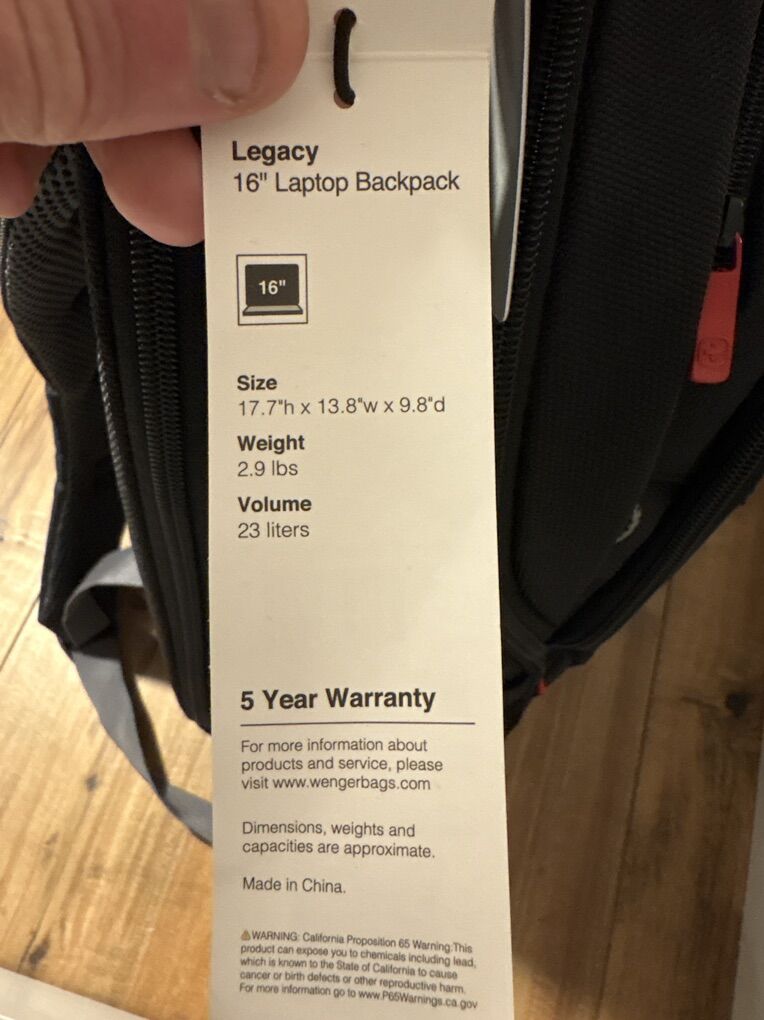 Legacy
16" Laptop Backpack
16"
Size
17.7"h x 13.8"w x 9.8"d
Weight
2.9 lbs
Volume
23 liters
5 Year Warranty
For more information about
products and service, please
visit www.wengerbags.com
Dimensions, weights and
capacities are approximate.
Made in China.
⚠WARNING: California Proposition 65 Warning:This
product can expose you to chemicals including lead,
which is known to the State of California to cause
cancer or birth defects or other reproductive harm.
For more information go to www.P65Warnings.ca.gov